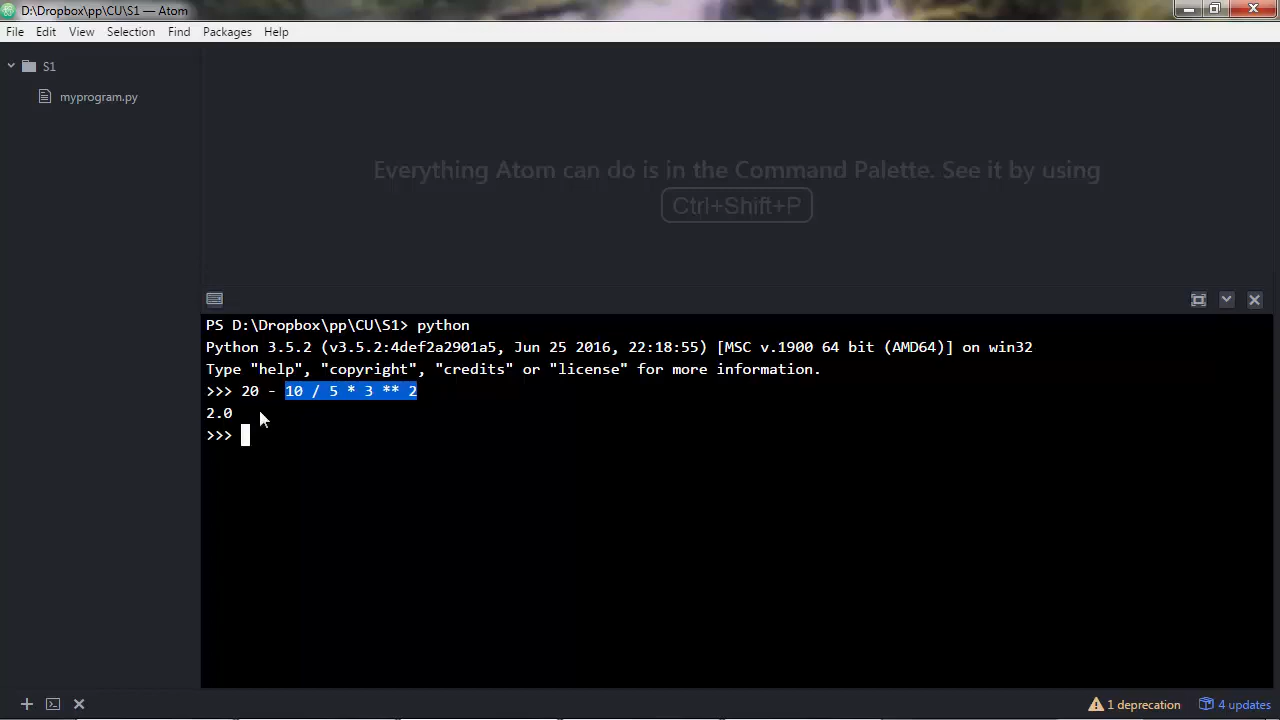 D:\Dropbox\pp\CU\S1 — Atom
File Edit View Selection Find Packages Help
S1
myprogram.py
Everything Atom can do is in the Command Palette. See it by using
Ctrl+Shift+P
PS D:\Dropbox\pp\CU\S1> python
Python 3.5.2 (v3.5.2:4def2a2901a5, Jun 25 2016, 22:18:55) [MSC v.1900 64 bit (AMD64)] on win32
Type "help", "copyright", "credits" or "license" for more information.
>>> 20 - 10 / 5 * 3 ** 2
2.0
>>>
1 deprecation 4 updates